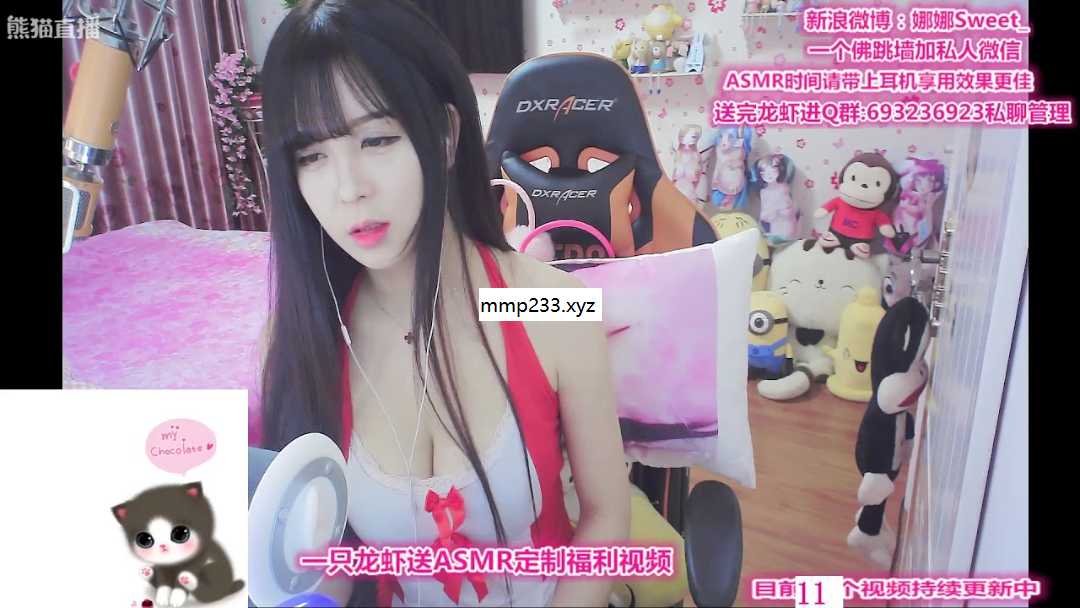 熊猫直播
新浪微博：娜娜Sweet_
一个佛跳墙加私人微信
ASMR时间请带上耳机享用效果更佳
送完龙虾进Q群:693236923私聊管理
DXRACER
DXRACER
mmp233.xyz
my
Chocolate
一只龙虾送ASMR定制福利视频
目前11个视频持续更新中